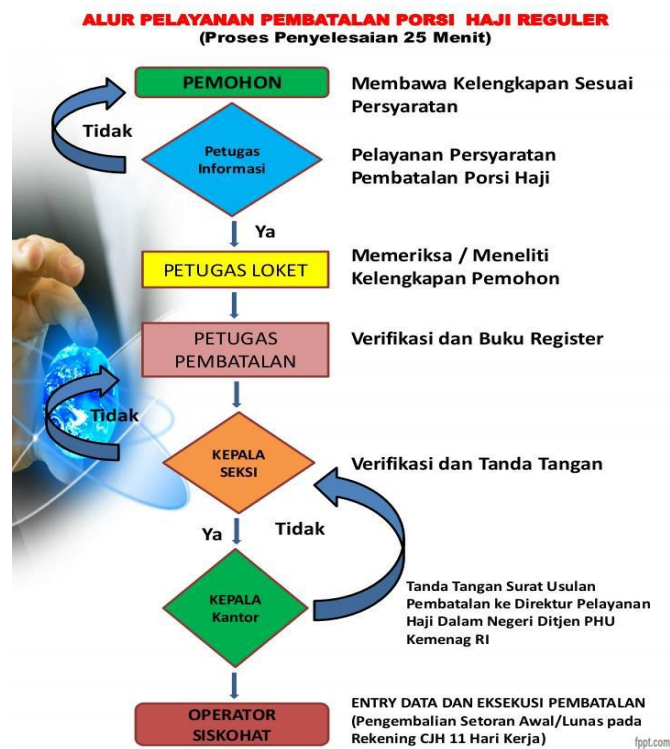 ALUR PELAYANAN PEMBATALAN PORSI HAJI REGULER
(Proses Penyelesaian 25 Menit)
PEMOHON
Membawa Kelengkapan Sesuai
Persyaratan
Tidak
Petugas
Informasi
Pelayanan Persyaratan
Pembatalan Porsi Haji
Ya
PETUGAS LOKET
Memeriksa / Meneliti
Kelengkapan Pemohon
PETUGAS
PEMBATALAN
Verifikasi dan Buku Register
Tidak
KEPALA
SEKSI
Verifikasi dan Tanda Tangan
Ya
Tidak
KEPALA
Kantor
Tanda Tangan Surat Usulan
Pembatalan ke Direktur Pelayanan
Haji Dalam Negeri Ditjen PHU
Kemenag RI
OPERATOR
SISKOHAT
ENTRY DATA DAN EKSEKUSI PEMBATALAN
(Pengembalian Setoran Awal/Lunas pada
Rekening CJH 11 Hari Kerja)
fppt.com